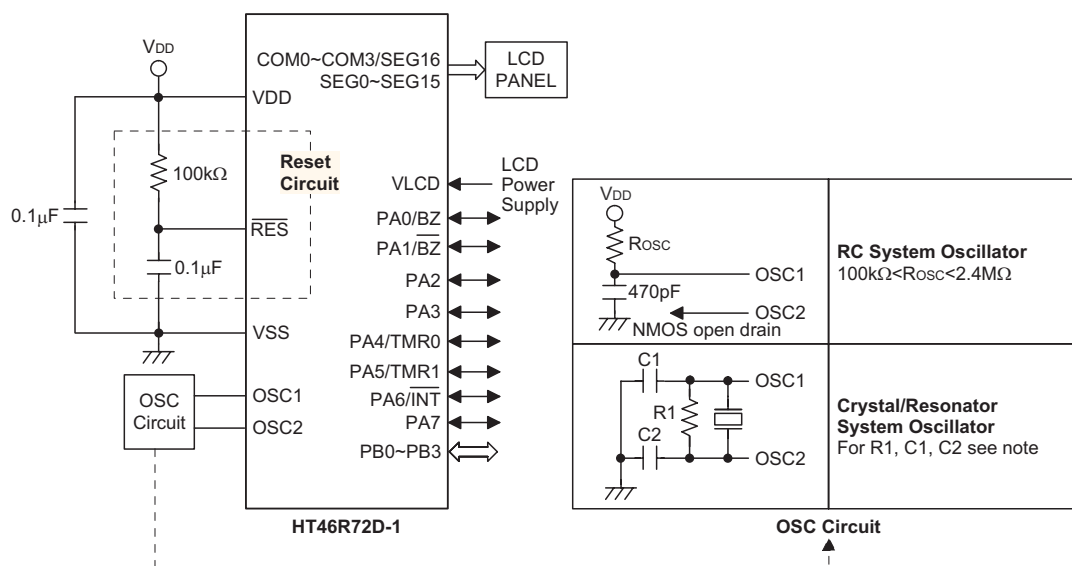 VDD
COM0~COM3/SEG16
SEG0~SEG15
LCD
PANEL
VDD
Reset
Circuit
100kΩ
0.1μF
RES
0.1μF
VSS
OSC
Circuit
OSC1
OSC2
VLCD
LCD
Power
Supply
PA0/BZ
PA1/BZ
PA2
PA3
PA4/TMR0
PA5/TMR1
PA6/INT
PA7
PB0~PB3
HT46R72D-1
VDD
ROSC
OSC1
470pF
OSC2
NMOS open drain
RC System Oscillator
100kΩ<ROSC<2.4MΩ
C1
OSC1
R1
C2
OSC2
Crystal/Resonator
System Oscillator
For R1, C1, C2 see note
OSC Circuit